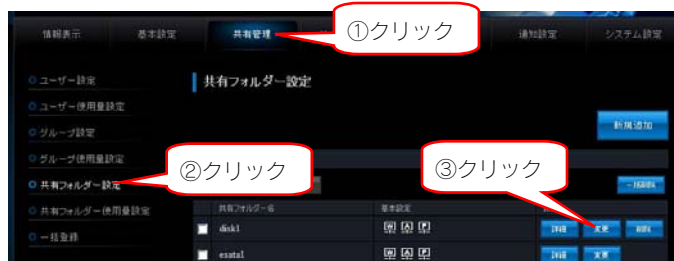 情報表示 基本設定 共有管理 ①クリック 通知設定 システム設定
ユーザー設定
共有フォルダー設定
ユーザー使用量設定
グループ設定
新規追加
グループ使用量設定
②クリック
③クリック
共有フォルダー設定
一括削除
共有フォルダー使用量設定
共有フォルダー名 基本設定
一括登録
disk1 W A P 詳細 変更 削除
esata1 W A P 詳細 変更